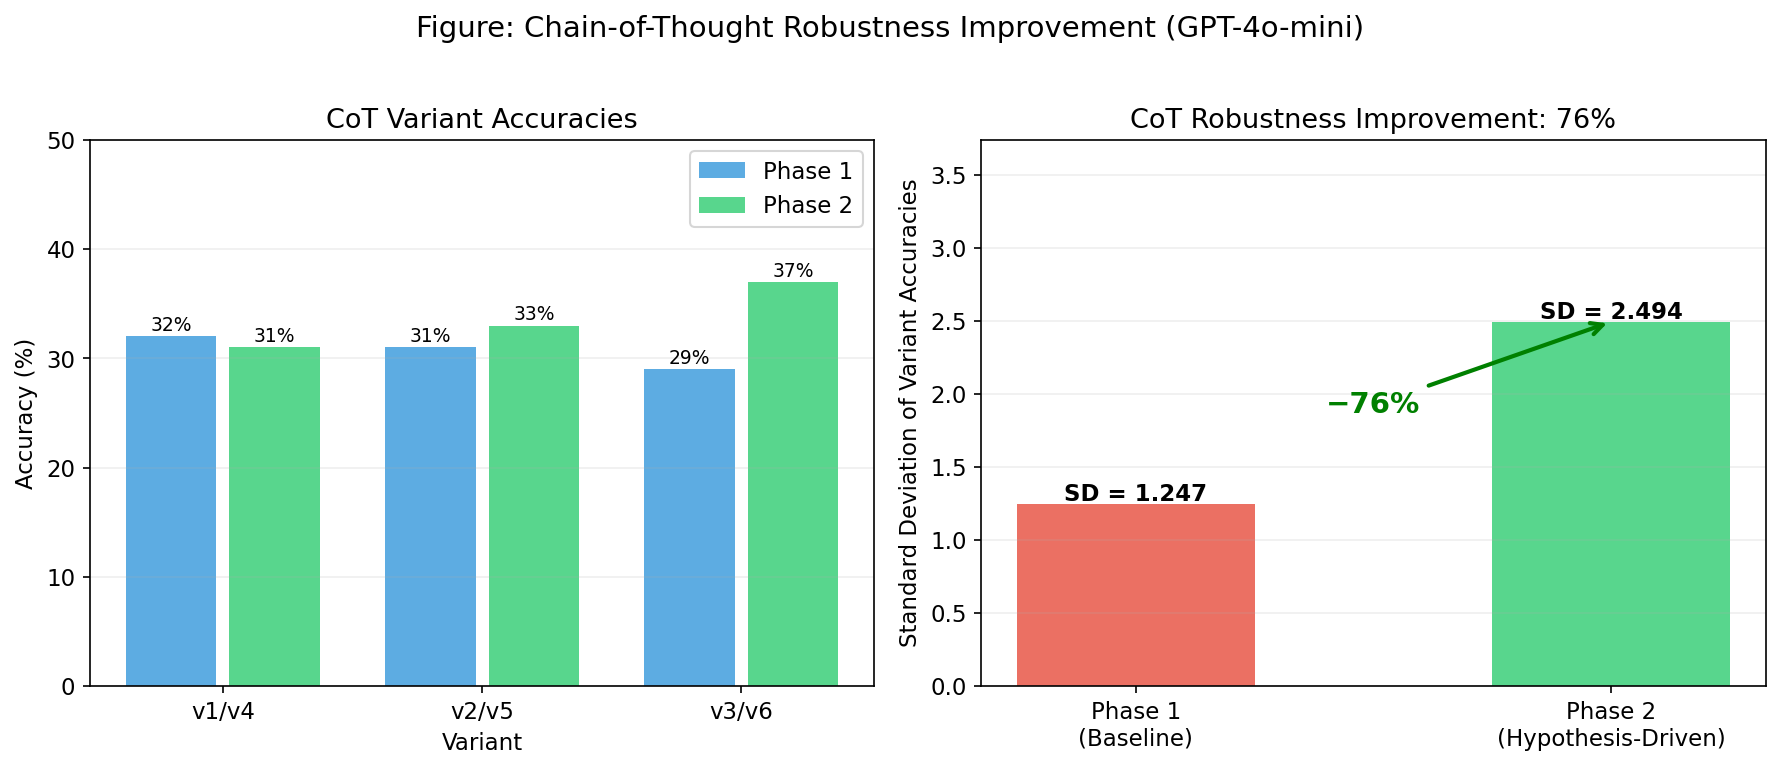 Figure: Chain-of-Thought Robustness Improvement (GPT-4o-mini)
CoT Variant Accuracies
Accuracy (%)
50
40
30
20
10
0
Phase 1
Phase 2
32%
31%
31%
33%
29%
37%
v1/v4
v2/v5
v3/v6
Variant
CoT Robustness Improvement: 76%
Standard Deviation of Variant Accuracies
3.5
3.0
2.5
2.0
1.5
1.0
0.5
0.0
SD = 1.247
SD = 2.494
−76%
Phase 1
(Baseline)
Phase 2
(Hypothesis-Driven)